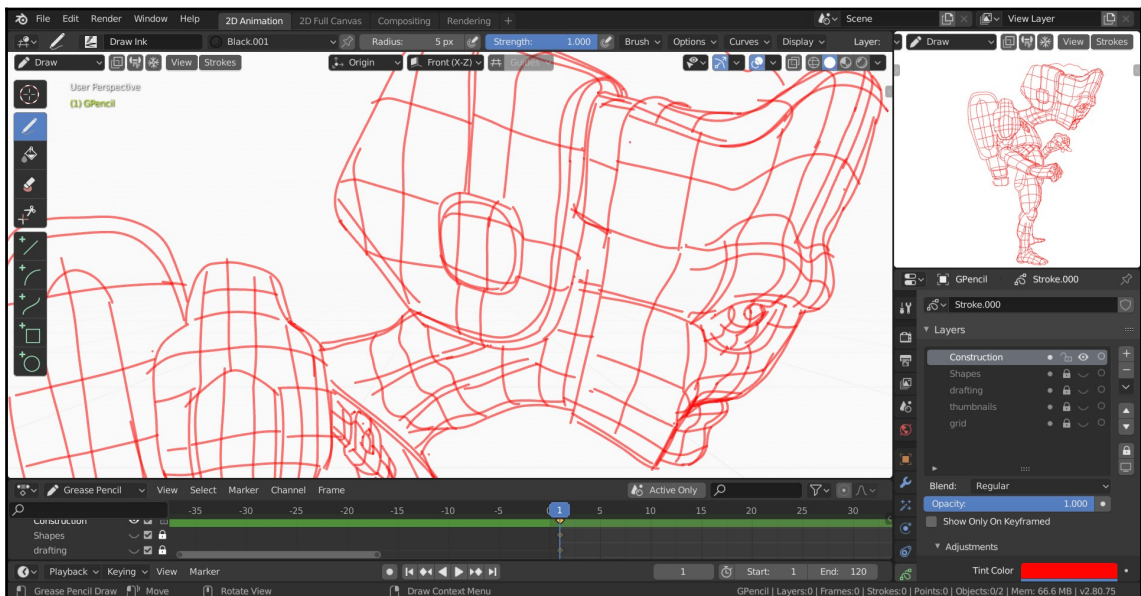 File Edit Render Window Help 2D Animation 2D Full Canvas Compositing Rendering + Scene View Layer
Draw Ink Black.001 Radius: 5 px Strength: 1.000 Brush Options Curves Display Layer: Draw View Strokes
Draw View Strokes Origin Front (X-Z) Guides
User Perspective
(1) GPencil
GPencil Stroke.000
Stroke.000
Layers
Construction
Shapes
drafting
thumbnails
grid
Blend: Regular
Opacity: 1.000
Show Only On Keyframed
Adjustments
Tint Color
Grease Pencil View Select Marker Channel Frame Active Only
-35 -30 -25 -20 -15 -10 -5 1 5 10 15 20 25 30
Construction
Shapes
drafting
Playback Keying View Marker 1 Start: 1 End: 120
Grease Pencil Draw Move Rotate View Draw Context Menu GPencil | Layers:0 | Frames:0 | Strokes:0 | Points:0 | Objects:0/2 | Mem: 66.6 MB | v2.80.75